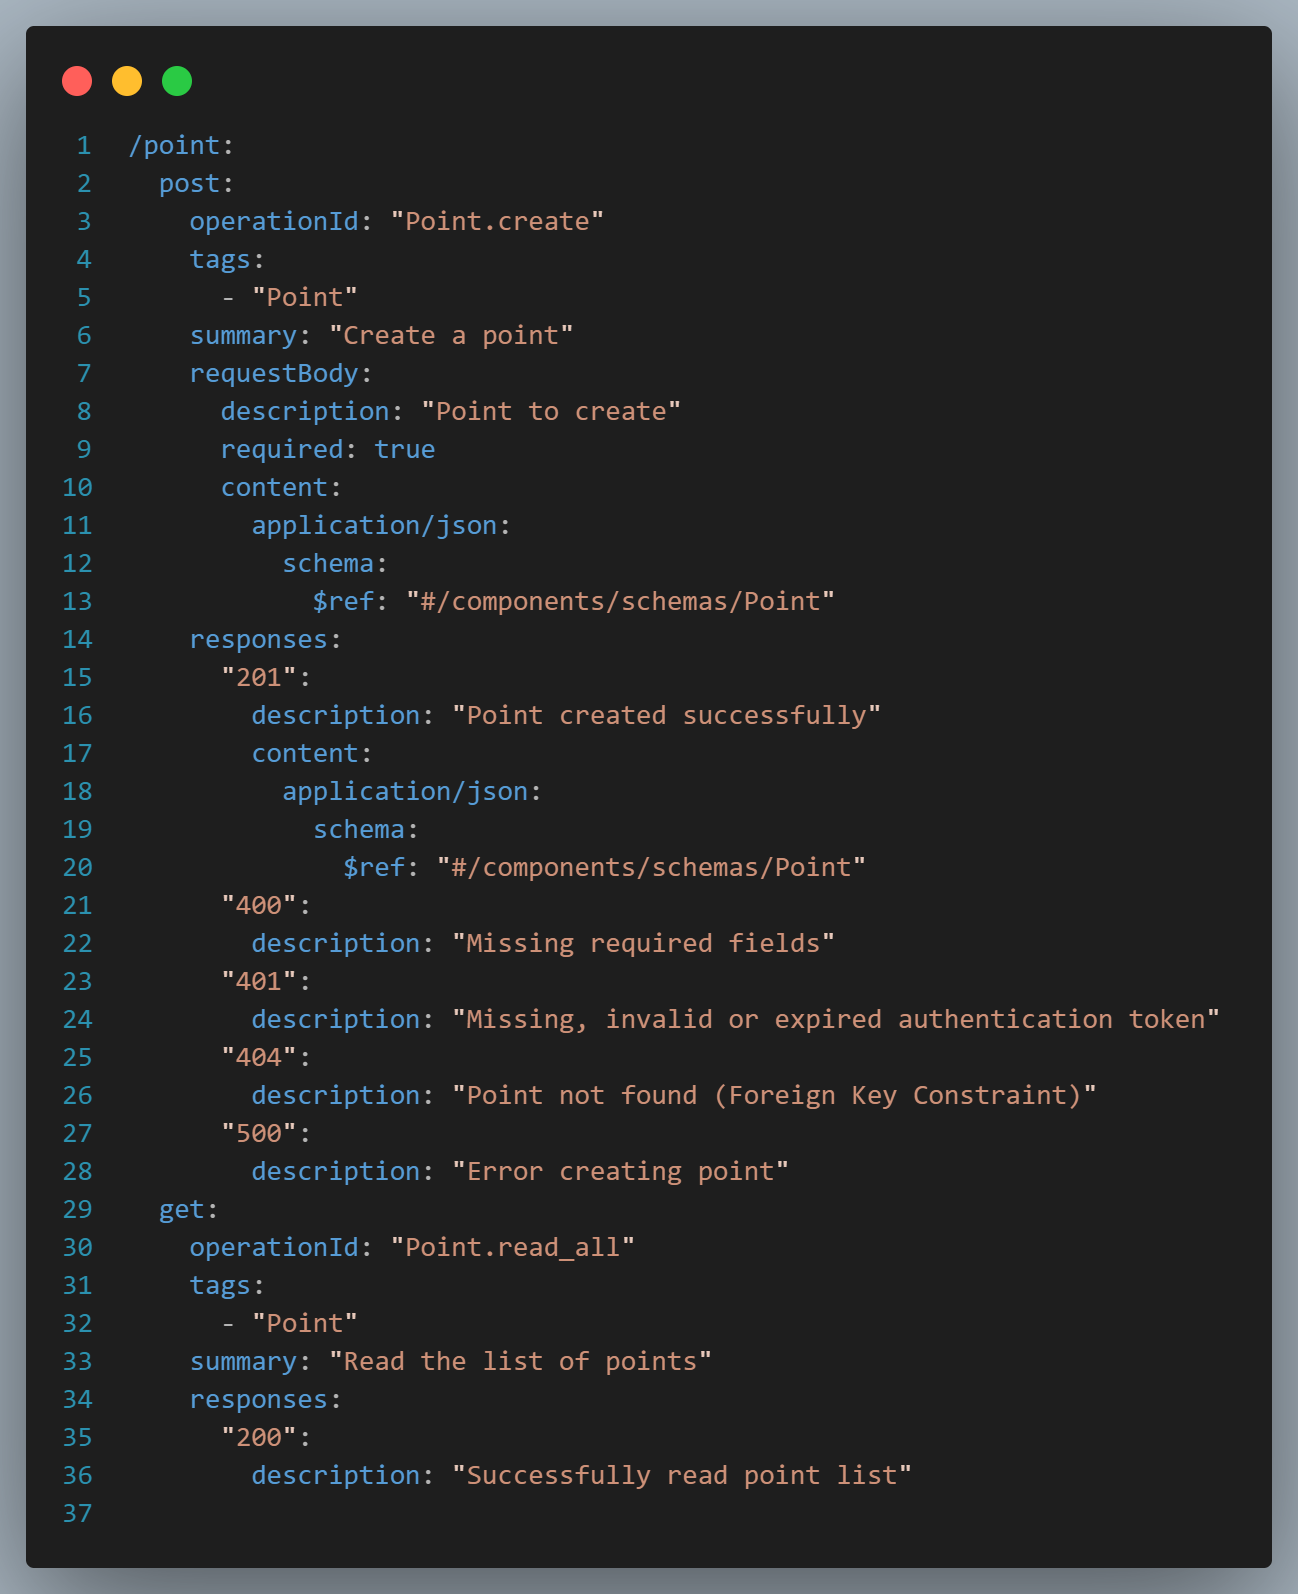 1 /point:
2   post:
3     operationId: "Point.create"
4     tags:
5       - "Point"
6     summary: "Create a point"
7     requestBody:
8       description: "Point to create"
9       required: true
10       content:
11         application/json:
12           schema:
13             $ref: "#/components/schemas/Point"
14     responses:
15       "201":
16         description: "Point created successfully"
17         content:
18           application/json:
19             schema:
20               $ref: "#/components/schemas/Point"
21       "400":
22         description: "Missing required fields"
23       "401":
24         description: "Missing, invalid or expired authentication token"
25       "404":
26         description: "Point not found (Foreign Key Constraint)"
27       "500":
28         description: "Error creating point"
29   get:
30     operationId: "Point.read_all"
31     tags:
32       - "Point"
33     summary: "Read the list of points"
34     responses:
35       "200":
36         description: "Successfully read point list"
37